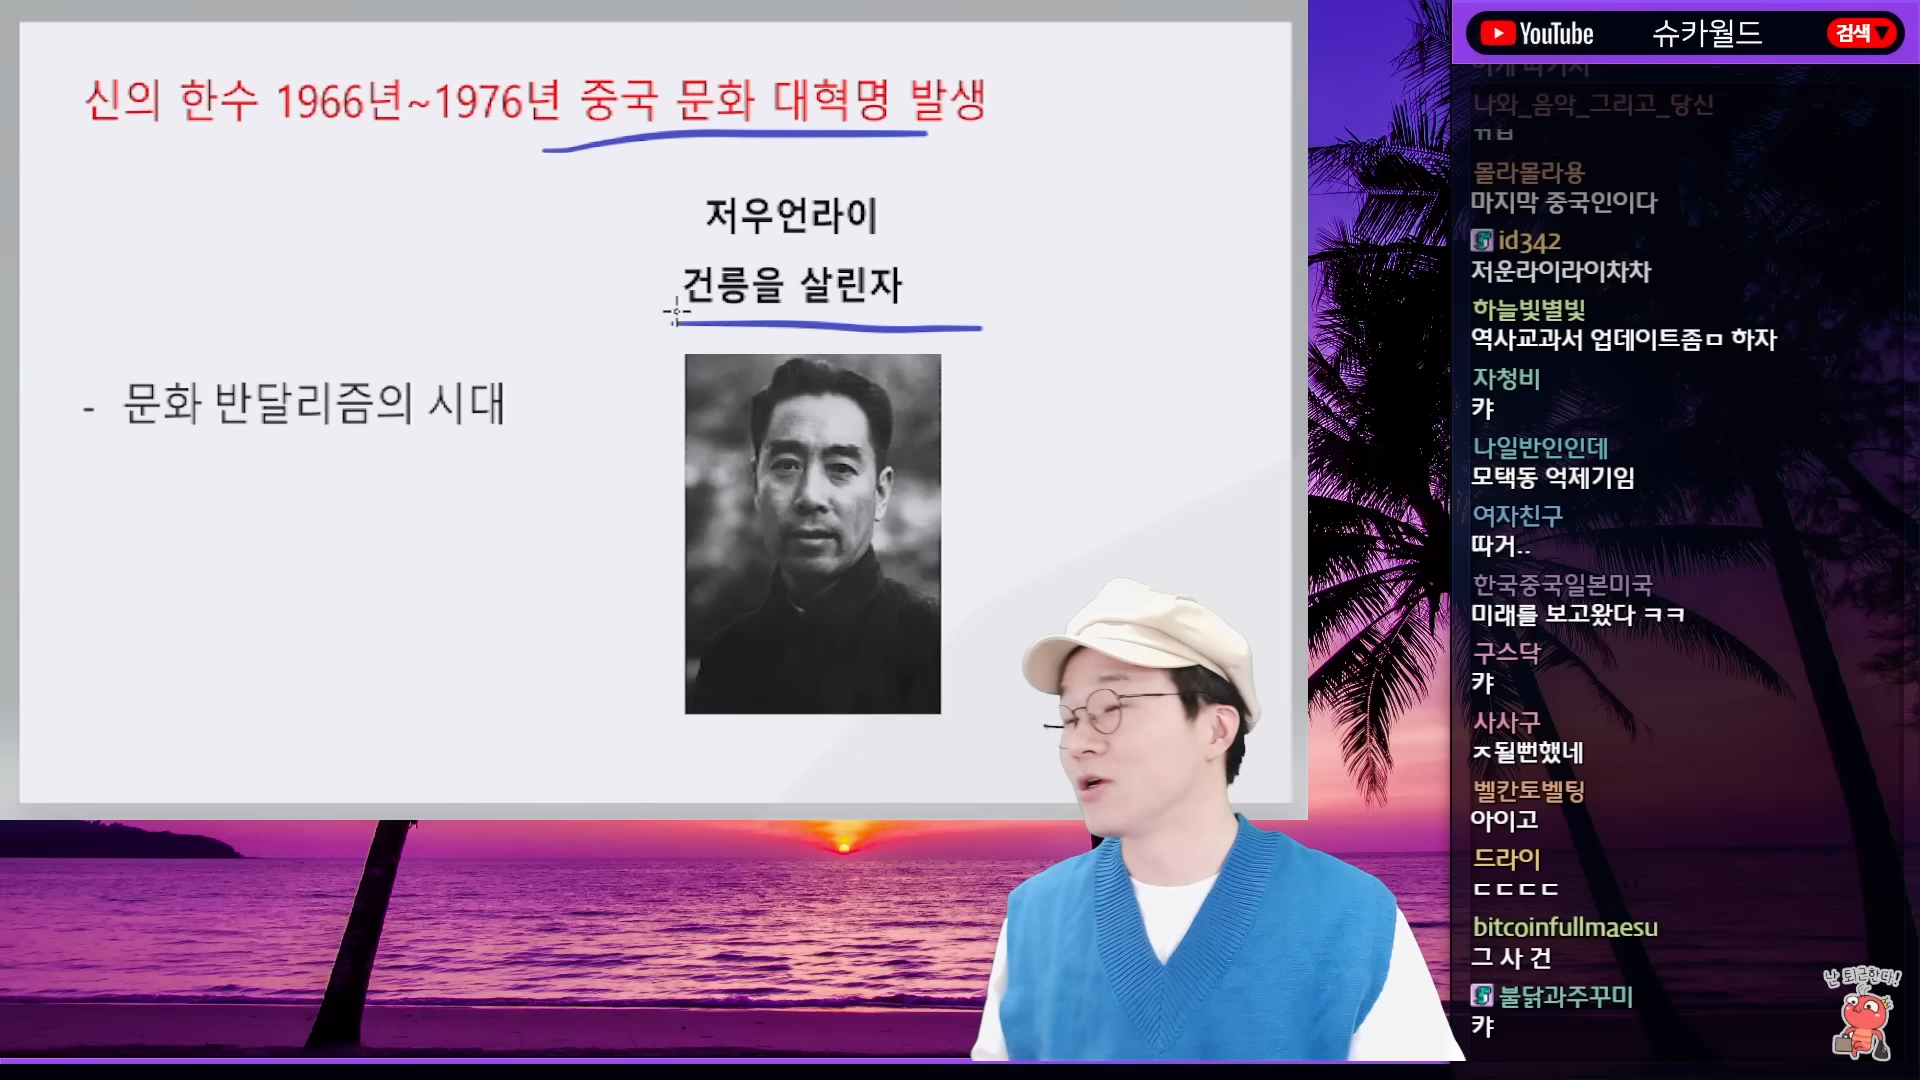 신의 한수 1966년~1976년 중국 문화 대혁명 발생
저우언라이
건릉을 살린자
- 문화 반달리즘의 시대
YouTube 슈카월드 검색▼
나와_음악_그리고_당신
ㄲㅂ
몰라몰라용
마지막 중국인이다
id342
저운라이라이차차
하늘빛별빛
역사교과서 업데이트좀ㅁ 하자
자청비
캬
나일반인인데
모택동 억제기임
여자친구
따거..
한국중국일본미국
미래를 보고왔다 ㅋㅋ
구스닥
캬
사사구
ㅈ될뻔했네
벨칸토벨팅
아이고
드라이
ㄷㄷㄷㄷ
bitcoinfullmaesu
그 사 건
불닭과주꾸미
캬
난 퇴근한다!